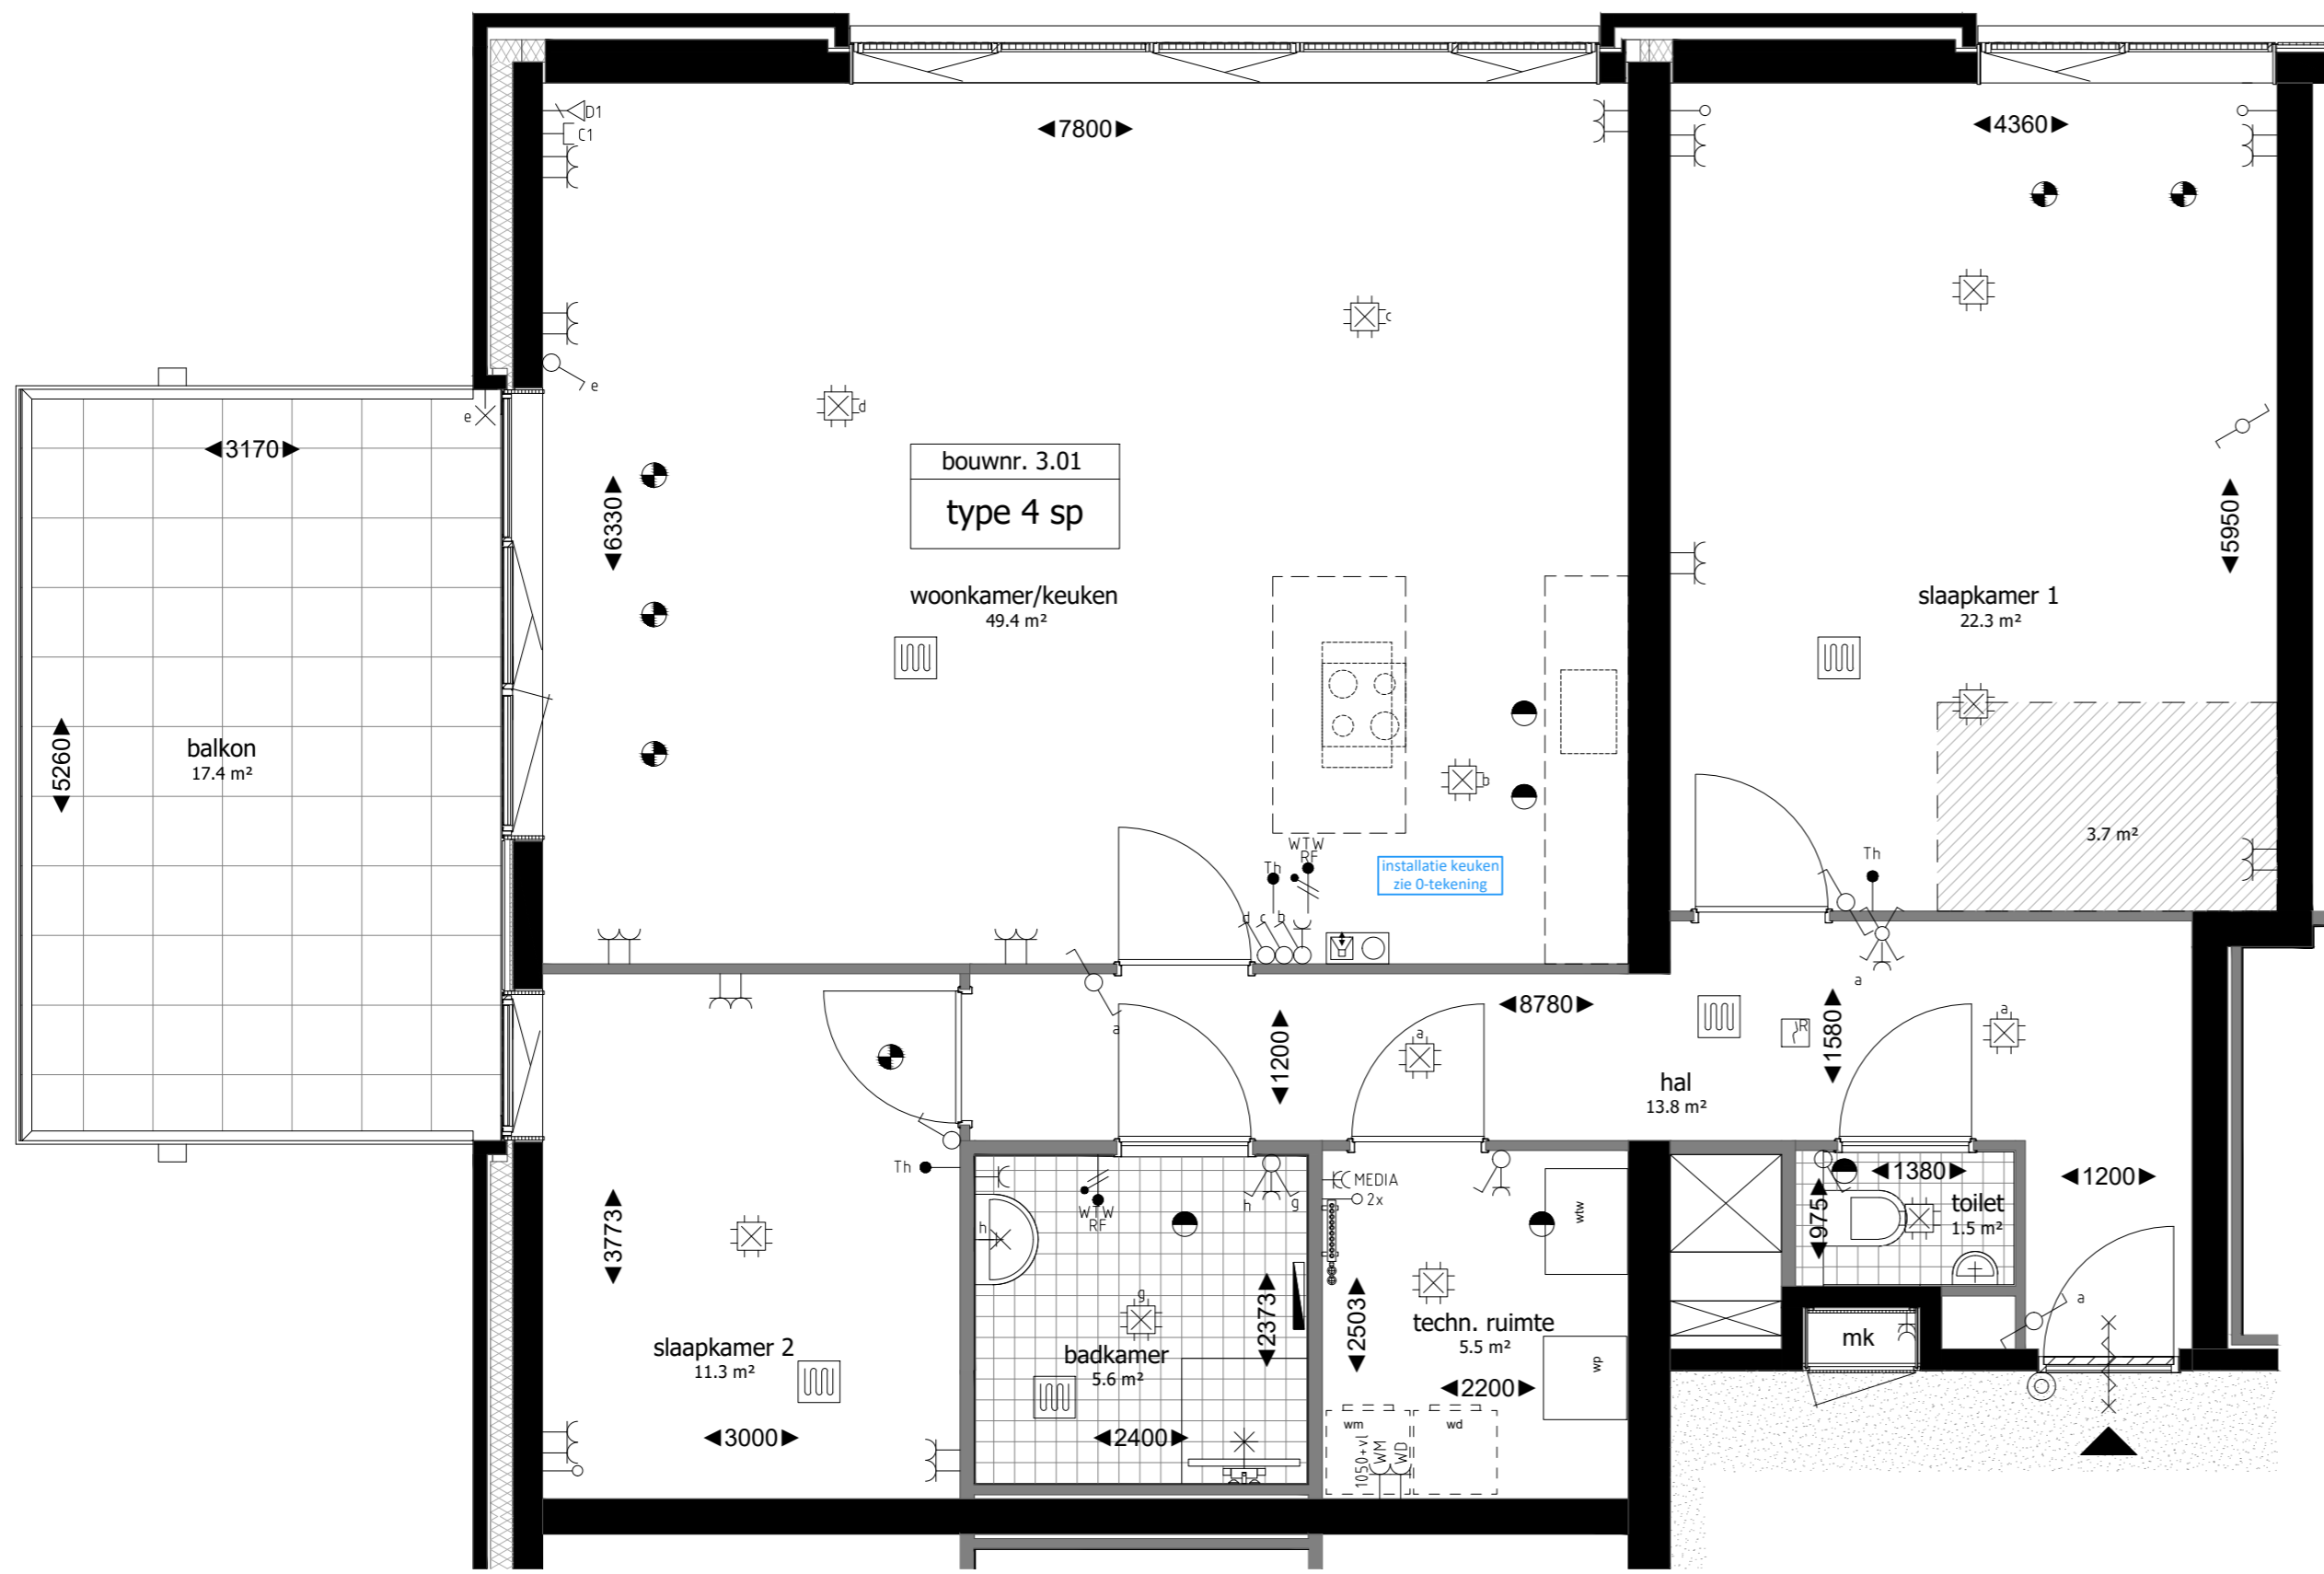 D1
C1
7800
4360
c
e
d
e
3170
bouwnr. 3.01
type 4 sp
6330
5950
woonkamer/keuken
49.4 m²
slaapkamer 1
22.3 m²
balkon
17.4 m²
5260
b
3.7 m²
WTW
RF
Th
installatie keuken
zie 0-tekening
Th
d c b
a
8780
a
1200
a
R
1580
a
hal
13.8 m²
Th
MEDIA
2x
1380
1200
h
WTW
RF
h
g
wtw
975
toilet
1.5 m²
3773
g
2373
2503
techn. ruimte
5.5 m²
a
mk
slaapkamer 2
11.3 m²
badkamer
5.6 m²
wp
2200
3000
2400
wm
wd
1050+vl
WM
WD